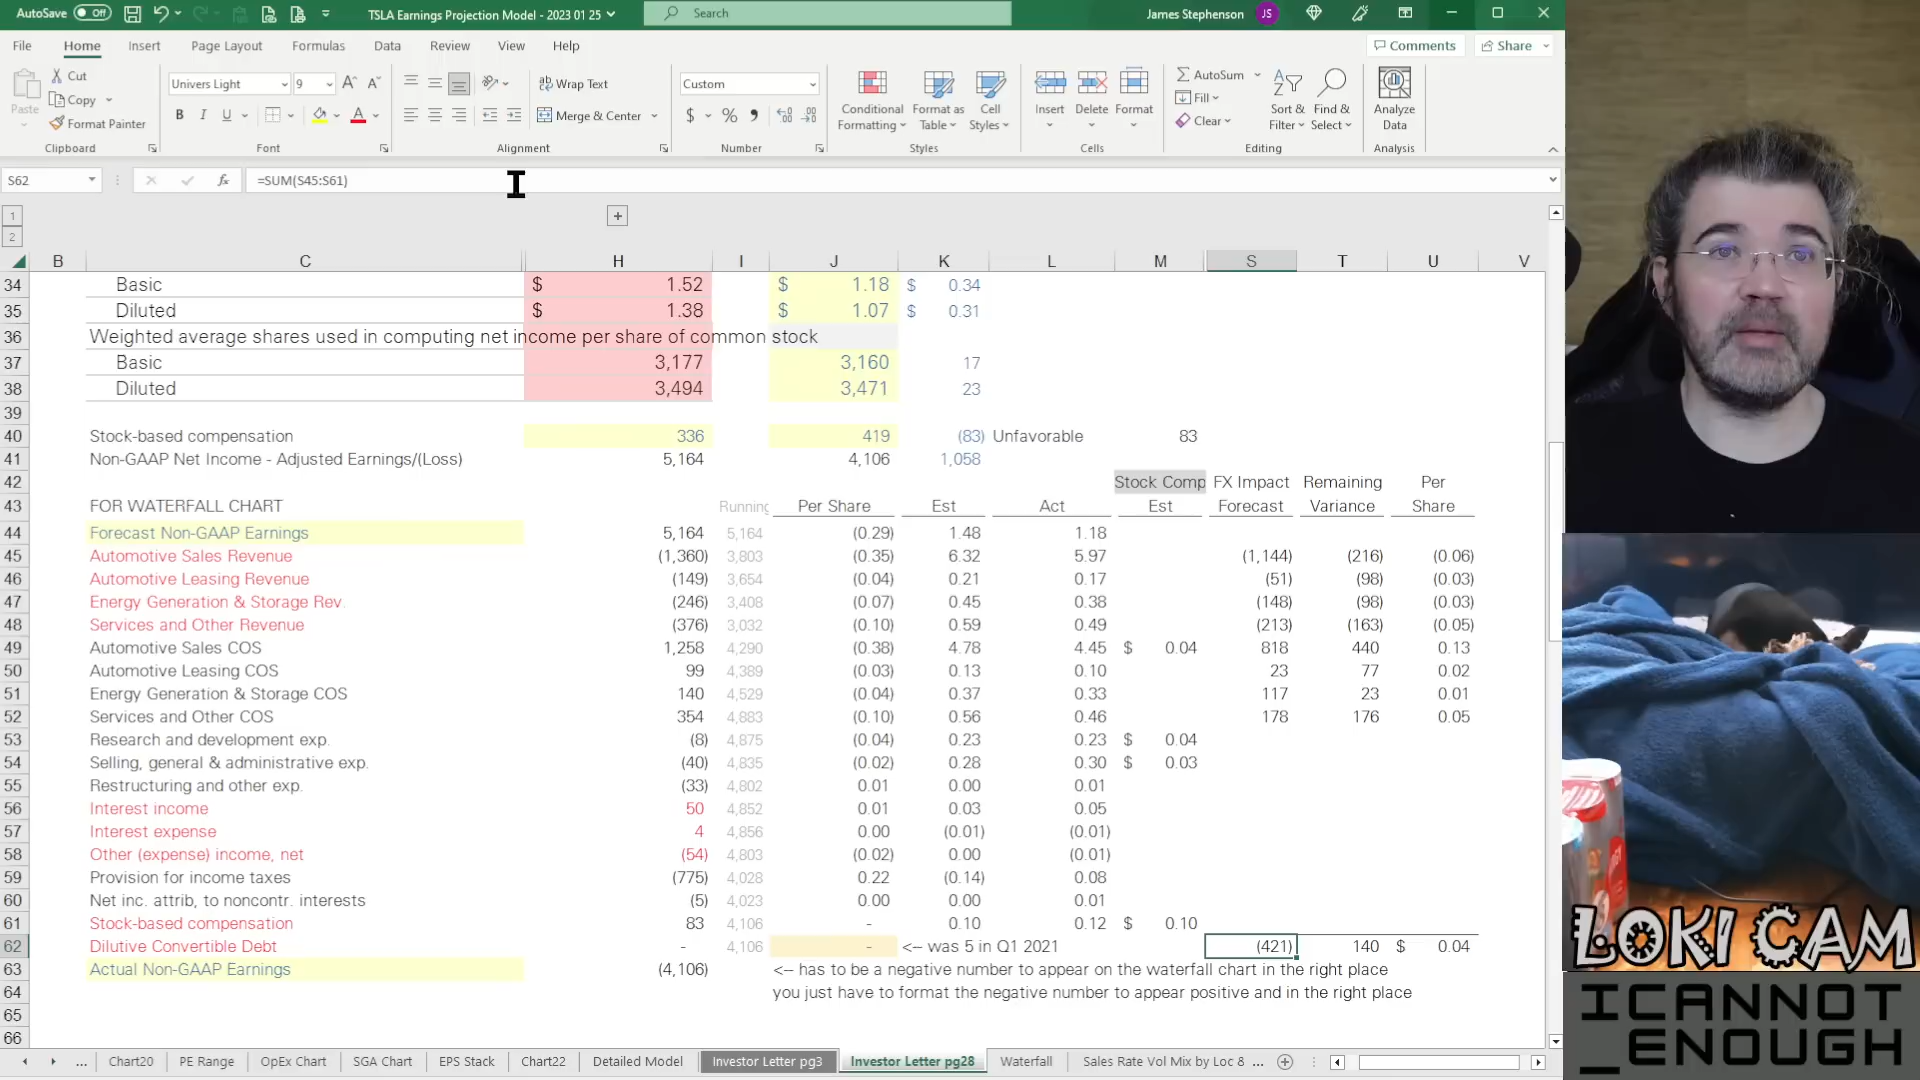 AutoSave Off TSLA Earnings Projection Model - 2023 01 25 Search James Stephenson JS
File Home Insert Page Layout Formulas Data Review View Help Comments Share
Paste Cut Copy Format Painter Clipboard
Univers Light 9 A A B I U A Font
Wrap Text Merge & Center Alignment
Custom $ % Number
Conditional Formatting Format as Table Cell Styles Styles
Insert Delete Format Cells
AutoSum Fill Clear Sort & Filter Find & Select Editing
Analyze Data Analysis
S62 fx =SUM(S45:S61)
1 2 +
B C H I J K L M S T U V
34 Basic $ 1.52 $ 1.18 $ 0.34
35 Diluted $ 1.38 $ 1.07 $ 0.31
36 Weighted average shares used in computing net income per share of common stock
37 Basic 3,177 3,160 17
38 Diluted 3,494 3,471 23
39
40 Stock-based compensation 336 419 (83) Unfavorable 83
41 Non-GAAP Net Income - Adjusted Earnings/(Loss) 5,164 4,106 1,058
42 Stock Comp FX Impact Remaining Per
43 FOR WATERFALL CHART Running Per Share Est Act Est Forecast Variance Share
44 Forecast Non-GAAP Earnings 5,164 5,164 (0.29) 1.48 1.18
45 Automotive Sales Revenue (1,360) 3,803 (0.35) 6.32 5.97 (1,144) (216) (0.06)
46 Automotive Leasing Revenue (149) 3,654 (0.04) 0.21 0.17 (51) (98) (0.03)
47 Energy Generation & Storage Rev. (246) 3,408 (0.07) 0.45 0.38 (148) (98) (0.03)
48 Services and Other Revenue (376) 3,032 (0.10) 0.59 0.49 (213) (163) (0.05)
49 Automotive Sales COS 1,258 4,290 (0.38) 4.78 4.45 $ 0.04 818 440 0.13
50 Automotive Leasing COS 99 4,389 (0.03) 0.13 0.10 23 77 0.02
51 Energy Generation & Storage COS 140 4,529 (0.04) 0.37 0.33 117 23 0.01
52 Services and Other COS 354 4,883 (0.10) 0.56 0.46 178 176 0.05
53 Research and development exp. (8) 4,875 (0.04) 0.23 0.23 $ 0.04
54 Selling, general & administrative exp. (40) 4,835 (0.02) 0.28 0.30 $ 0.03
55 Restructuring and other exp. (33) 4,802 0.01 0.00 0.01
56 Interest income 50 4,852 0.01 0.03 0.05
57 Interest expense 4 4,856 0.00 (0.01) (0.01)
58 Other (expense) income, net (54) 4,803 (0.02) 0.00 (0.01)
59 Provision for income taxes (775) 4,028 0.22 (0.14) 0.08
60 Net inc. attrib, to noncontr. interests (5) 4,023 0.00 0.00 0.01
61 Stock-based compensation 83 4,106 - 0.10 0.12 $ 0.10
62 Dilutive Convertible Debt - 4,106 - <-- was 5 in Q1 2021 (421) 140 $ 0.04
63 Actual Non-GAAP Earnings (4,106) <-- has to be a negative number to appear on the waterfall chart in the right place
64 you just have to format the negative number to appear positive and in the right place
65
66
... Chart20 PE Range OpEx Chart SGA Chart EPS Stack Chart22 Detailed Model Investor Letter pg3 Investor Letter pg28 Waterfall Sales Rate Vol Mix by Loc & ...
LOKI CAM
ICANNOT
_ENOUGH